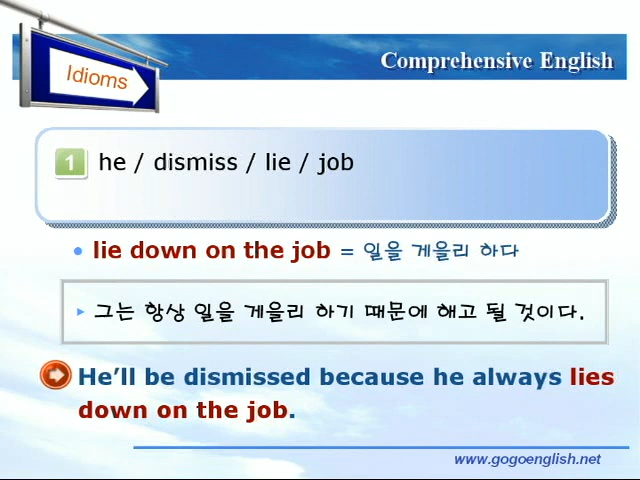 Idioms
Comprehensive English
1 he / dismiss / lie / job
• lie down on the job = 일을 게을리 하다
▸ 그는 항상 일을 게을리 하기 때문에 해고 될 것이다.
He’ll be dismissed because he always lies
down on the job.
www.gogoenglish.net